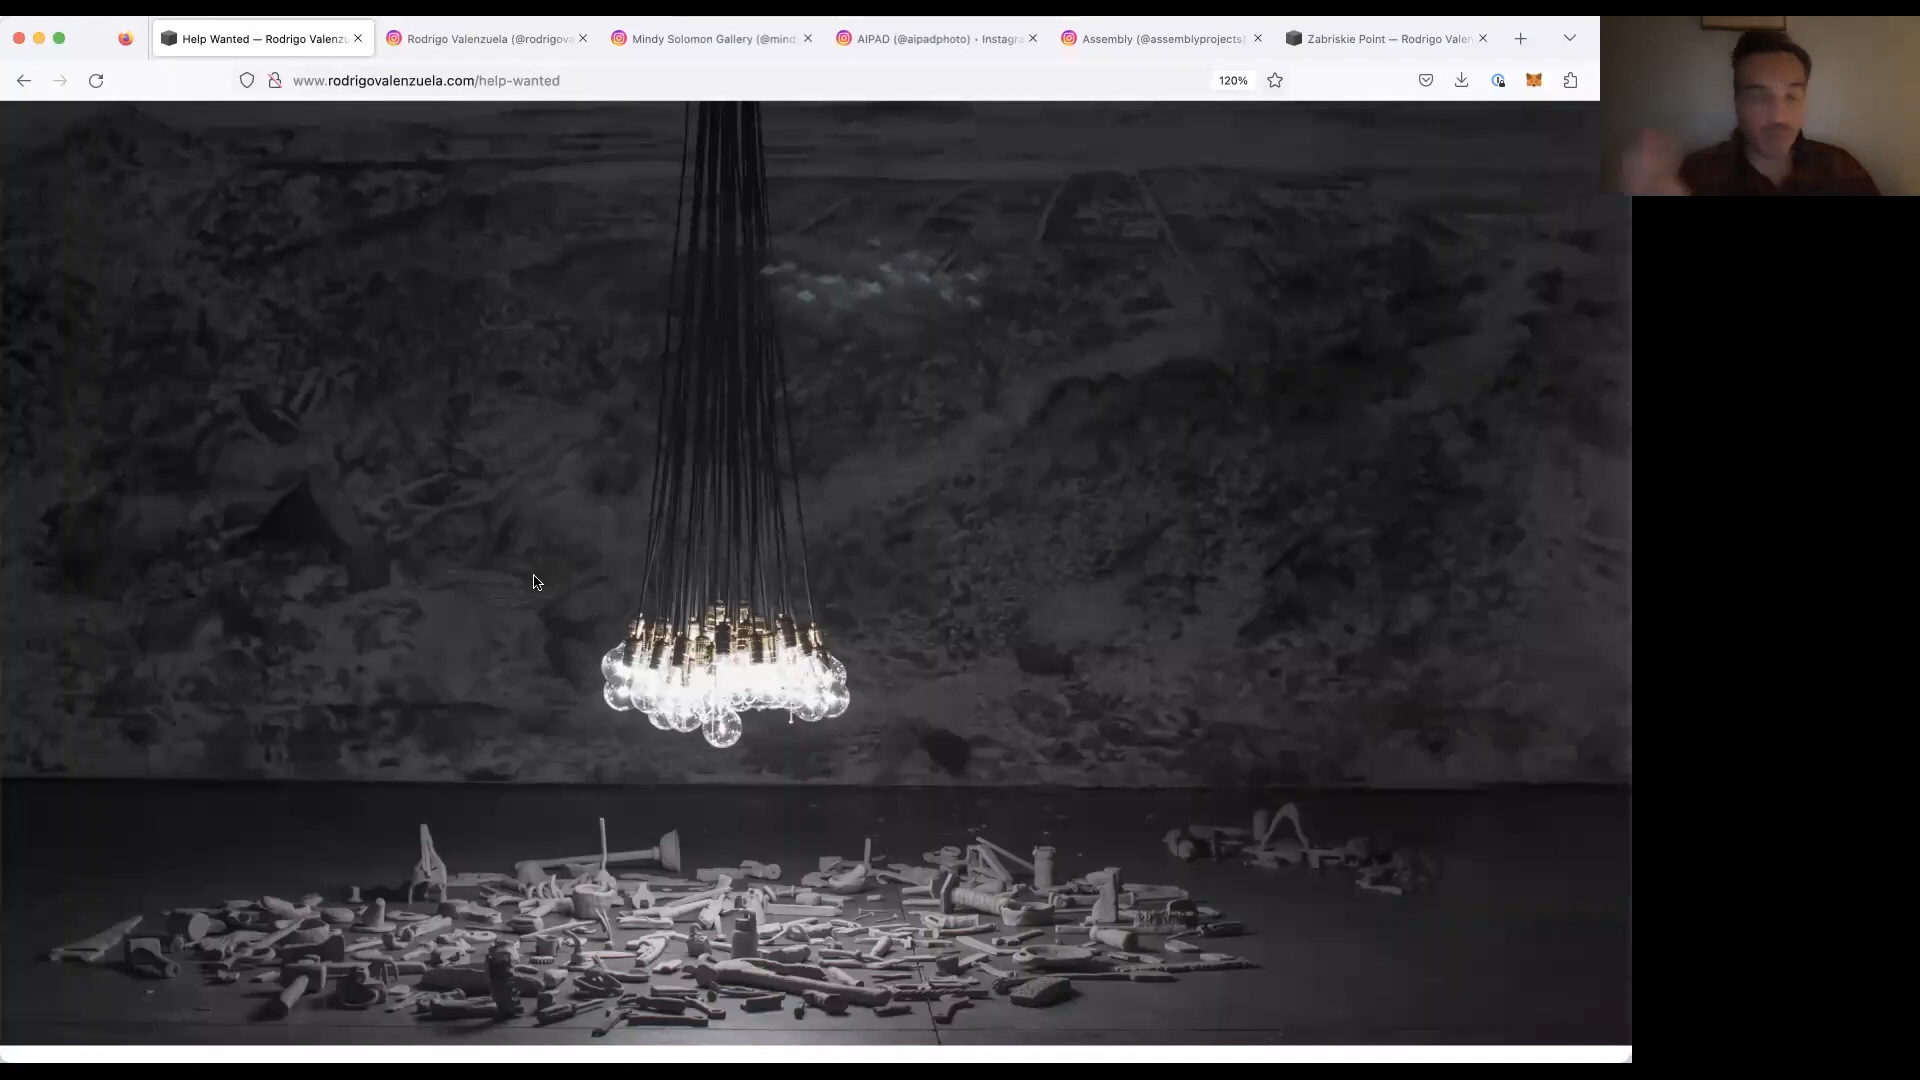 Help Wanted — Rodrigo Valenzu
Rodrigo Valenzuela (@rodrigova
Mindy Solomon Gallery (@mind
AIPAD (@aipadphoto) • Instagra
Assembly (@assemblyprojects)
Zabriskie Point — Rodrigo Valen
www.rodrigovalenzuela.com/help-wanted
120%